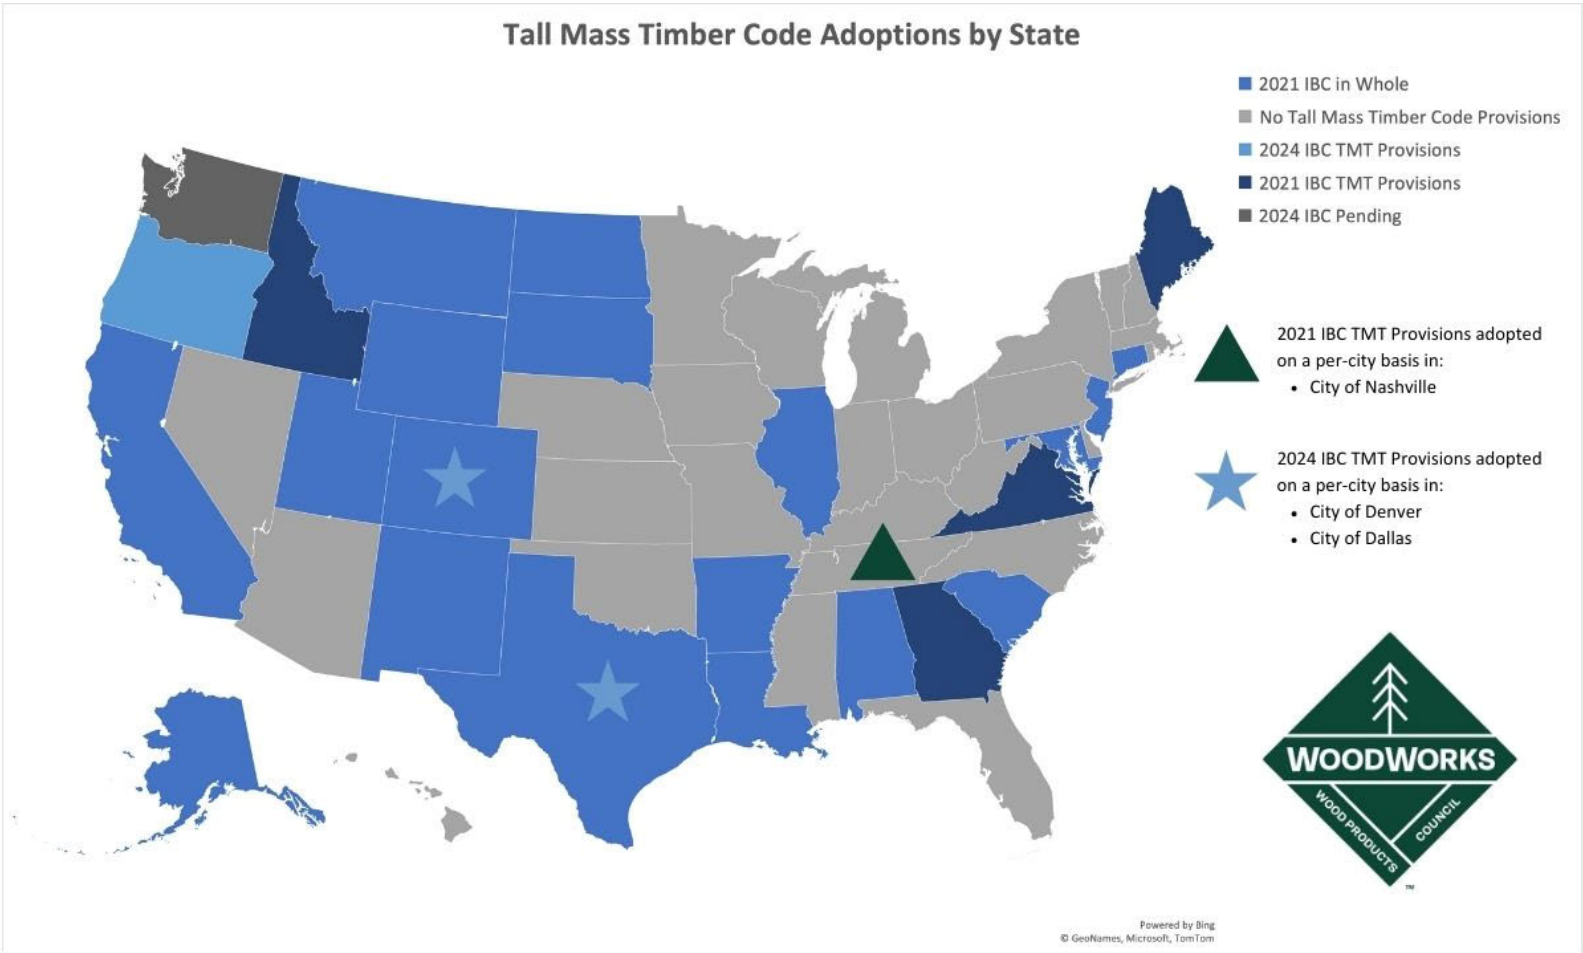 Tall Mass Timber Code Adoptions by State
2021 IBC in Whole
No Tall Mass Timber Code Provisions
2024 IBC TMT Provisions
2021 IBC TMT Provisions
2024 IBC Pending
2021 IBC TMT Provisions adopted
on a per-city basis in:
• City of Nashville
2024 IBC TMT Provisions adopted
on a per-city basis in:
• City of Denver
• City of Dallas
WOODWORKS
WOOD PRODUCTS
COUNCIL
™
Powered by Bing
© GeoNames, Microsoft, TomTom